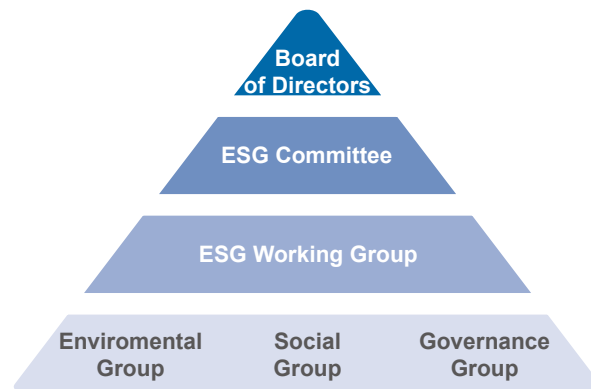 Board
of Directors
ESG Committee
ESG Working Group
Enviromental Social Governance
Group Group Group